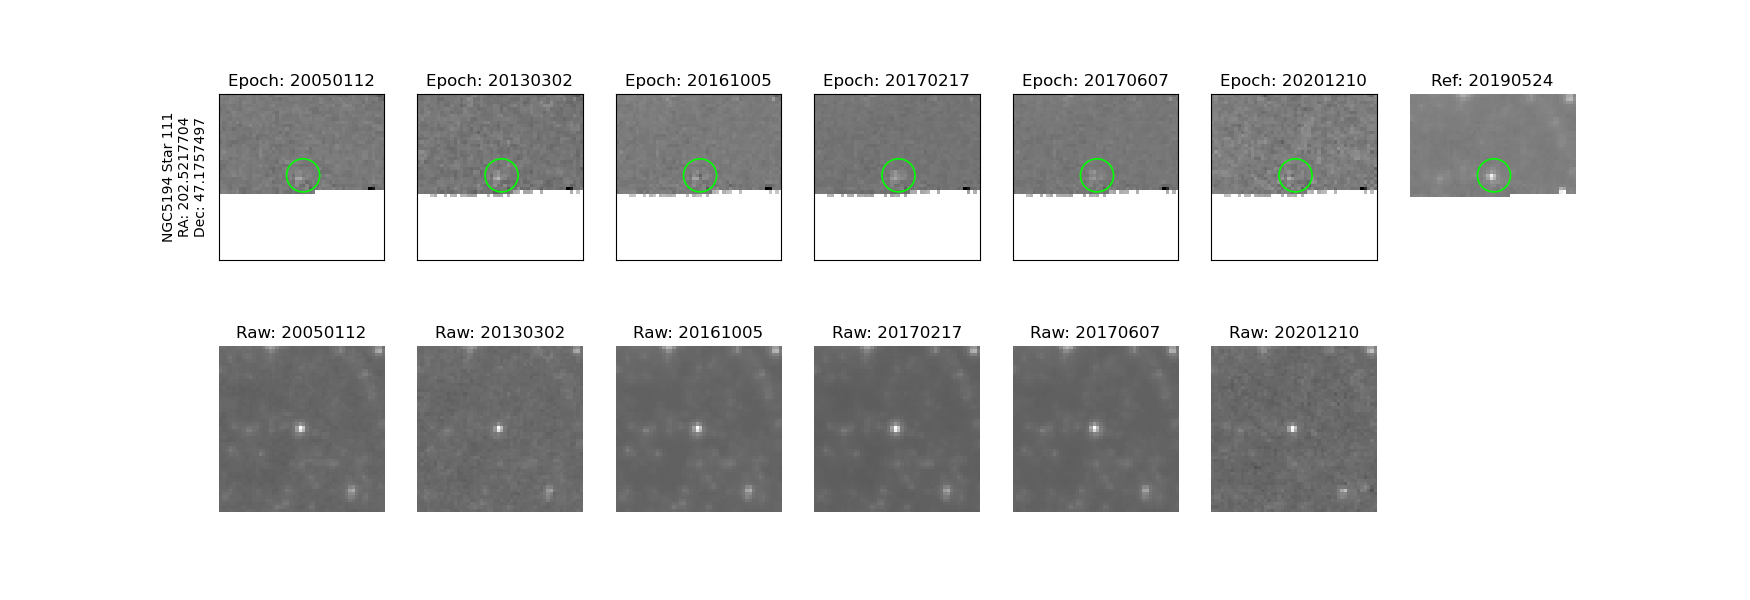 Epoch: 20050112
Epoch: 20130302
Epoch: 20161005
Epoch: 20170217
Epoch: 20170607
Epoch: 20201210
Ref: 20190524
NGC5194 Star 111
RA: 202.5217704
Dec: 47.1757497
Raw: 20050112
Raw: 20130302
Raw: 20161005
Raw: 20170217
Raw: 20170607
Raw: 20201210